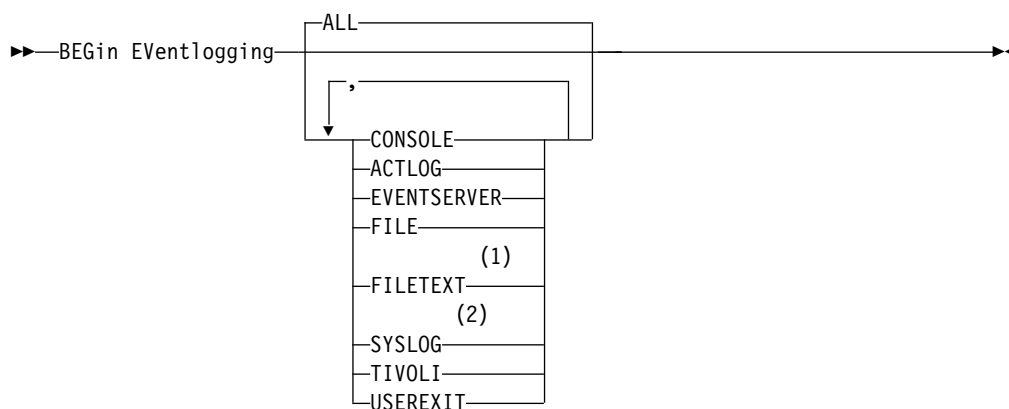 ALL
BEGin EVentlogging
,
CONSOLE
ACTLOG
EVENTSERVER
FILE
(1)
FILETEXT
(2)
SYSLOG
TIVOLI
USEREXIT